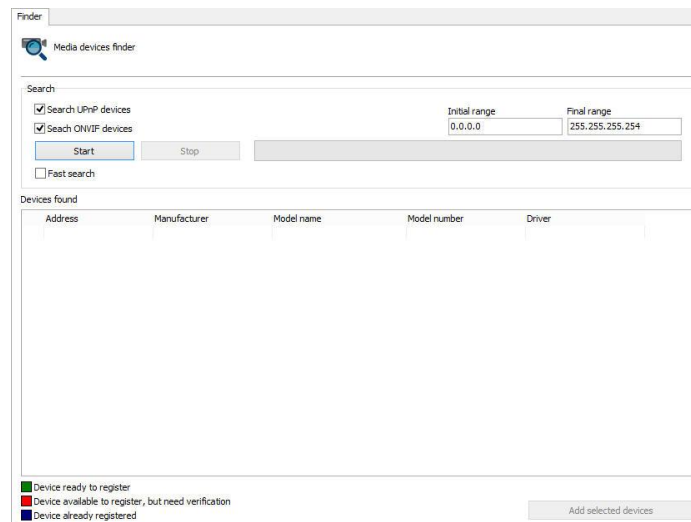 Finder
Media devices finder
Search
Search UPnP devices
Seach ONVIF devices
Initial range
Final range
0.0.0.0
255.255.255.254
Start
Stop
Fast search
Devices found
Address Manufacturer Model name Model number Driver
Device ready to register
Device available to register, but need verification
Device already registered
Add selected devices